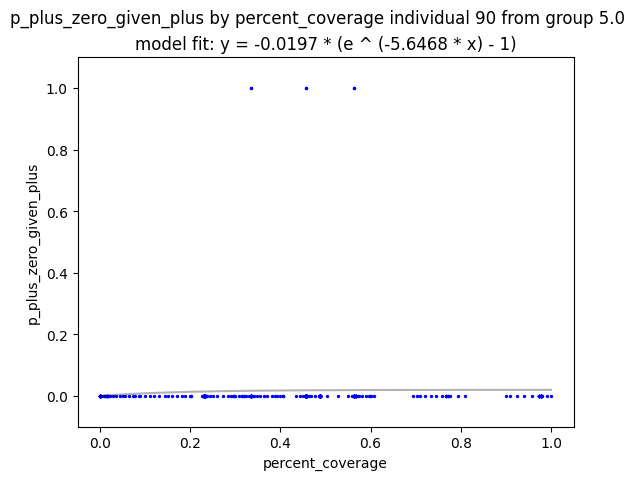 p_plus_zero_given_plus by percent_coverage individual 90 from group 5.0
model fit: y = -0.0197 * (e ^ (-5.6468 * x) - 1)
1.0
0.8
0.6
0.4
0.2
0.0
p_plus_zero_given_plus
0.0 0.2 0.4 0.6 0.8 1.0
percent_coverage